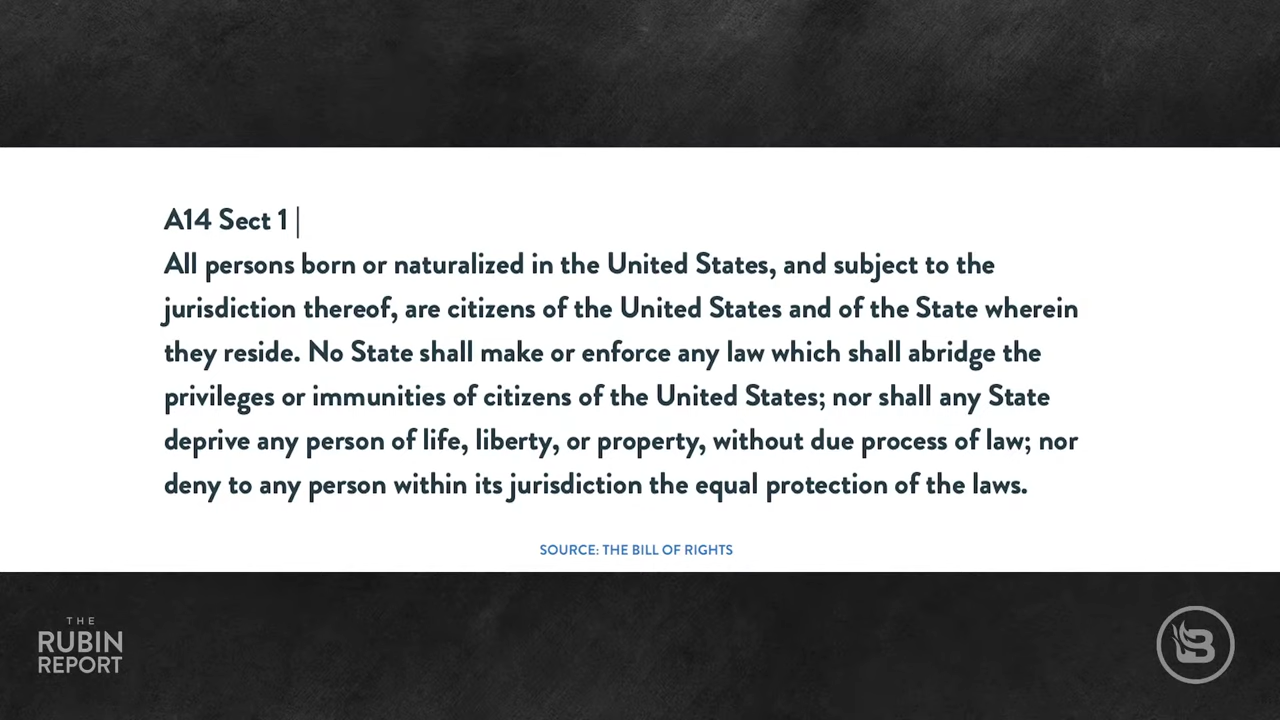 A14 Sect 1 |
All persons born or naturalized in the United States, and subject to the
jurisdiction thereof, are citizens of the United States and of the State wherein
they reside. No State shall make or enforce any law which shall abridge the
privileges or immunities of citizens of the United States; nor shall any State
deprive any person of life, liberty, or property, without due process of law; nor
deny to any person within its jurisdiction the equal protection of the laws.
SOURCE: THE BILL OF RIGHTS
THE
RUBIN
REPORT
B